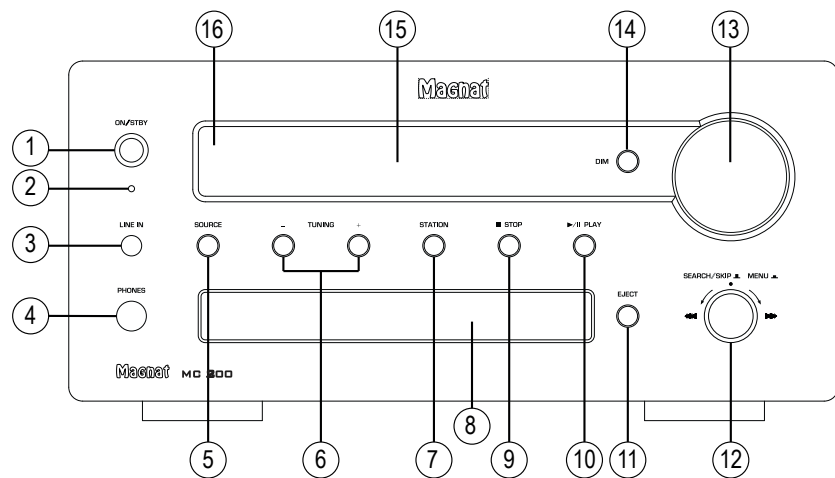 16 15 14 13
Magnat
ON/STBY
1
DIM
2
LINE IN SOURCE – TUNING + STATION ■ STOP ►/II PLAY
3
SEARCH/SKIP MENU
PHONES EJECT
4
◄◄ ►►
Magnat MC
8
5 6 7 9 10 11 12